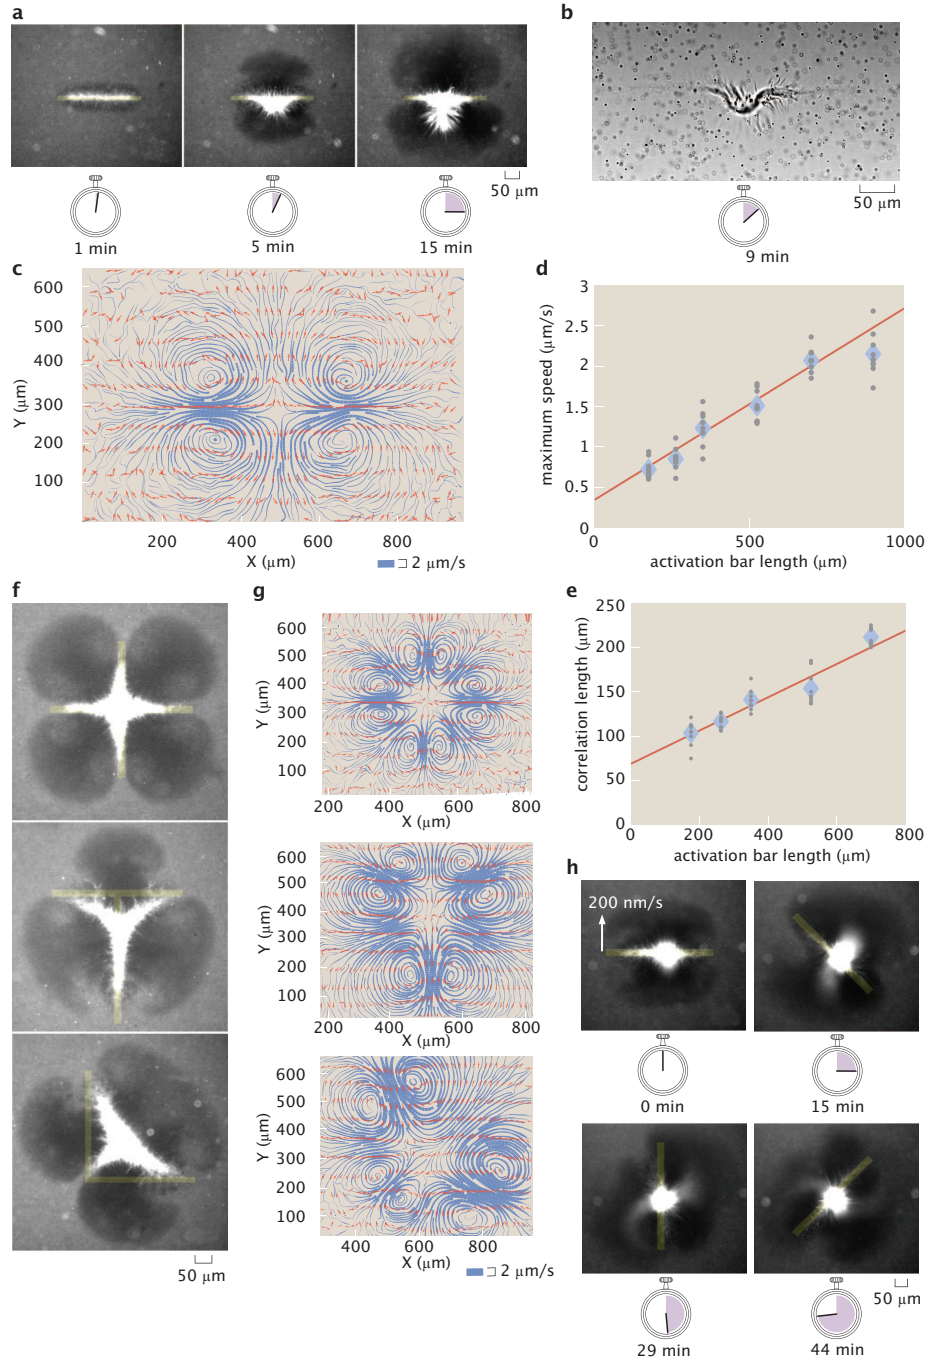 a
1 min
5 min
15 min
50 μm
b
50 μm
9 min
c
Y (μm)
600
500
400
300
200
100
200
400
600
800
X (μm)
2 μm/s
d
maximum speed (μm/s)
3
2.5
2
1.5
1
0.5
0
0
500
1000
activation bar length (μm)
e
correlation length (μm)
250
200
150
100
50
0
0
200
400
600
800
activation bar length (μm)
f
50 μm
g
Y (μm)
600
500
400
300
200
100
200
400
600
800
X (μm)
Y (μm)
600
500
400
300
200
100
200
400
600
800
X (μm)
Y (μm)
600
500
400
300
200
100
400
600
800
X (μm)
2 μm/s
h
200 nm/s
0 min
15 min
29 min
44 min
50 μm